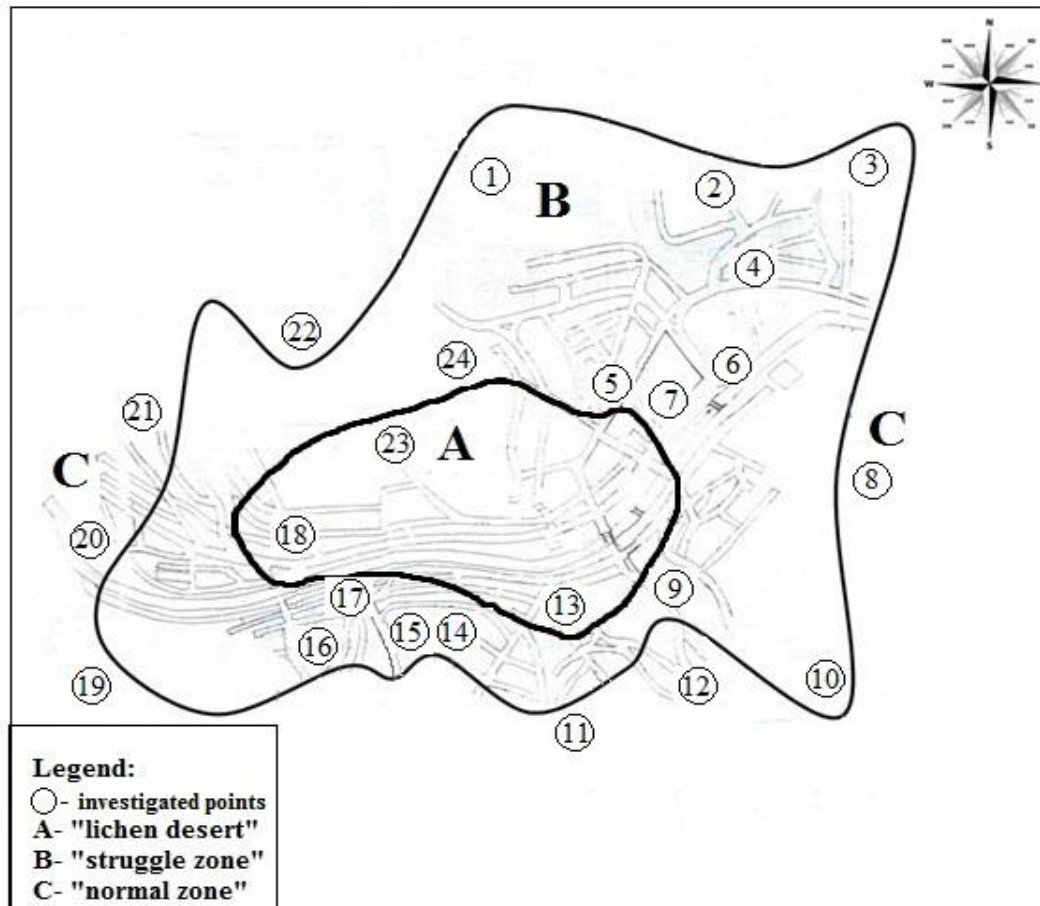 N
W
S
3
1
2
B
4
22
24
6
5
7
21
23
A
C
C
8
18
20
9
17
13
15
14
16
10
19
12
11
Legend:
- investigated points
A- "lichen desert"
B- "struggle zone"
C- "normal zone"